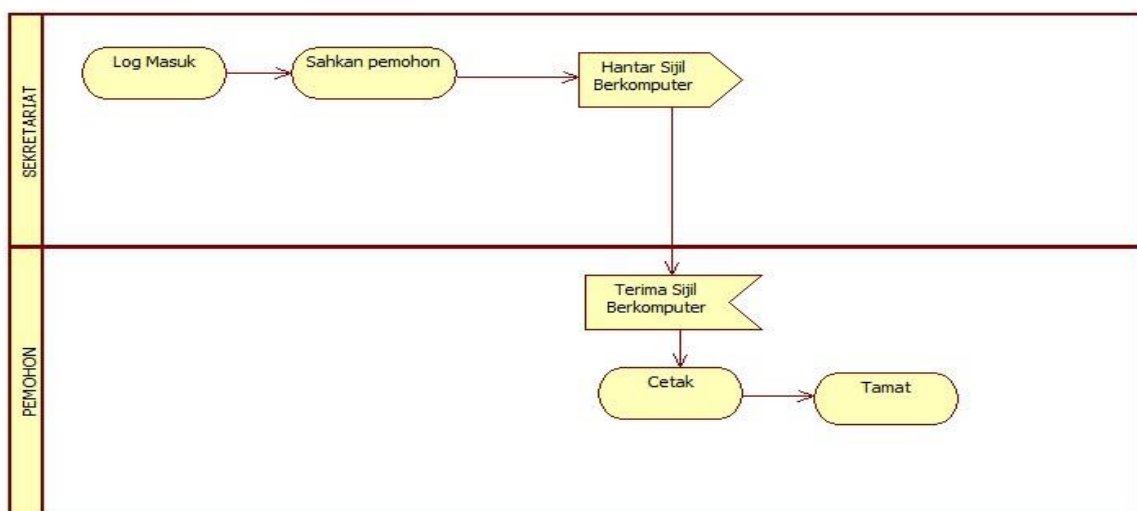 SEKRETARIAT
Log Masuk
Sahkan pemohon
Hantar Sijil
Berkomputer
PEMOHON
Terima Sijil
Berkomputer
Cetak
Tamat